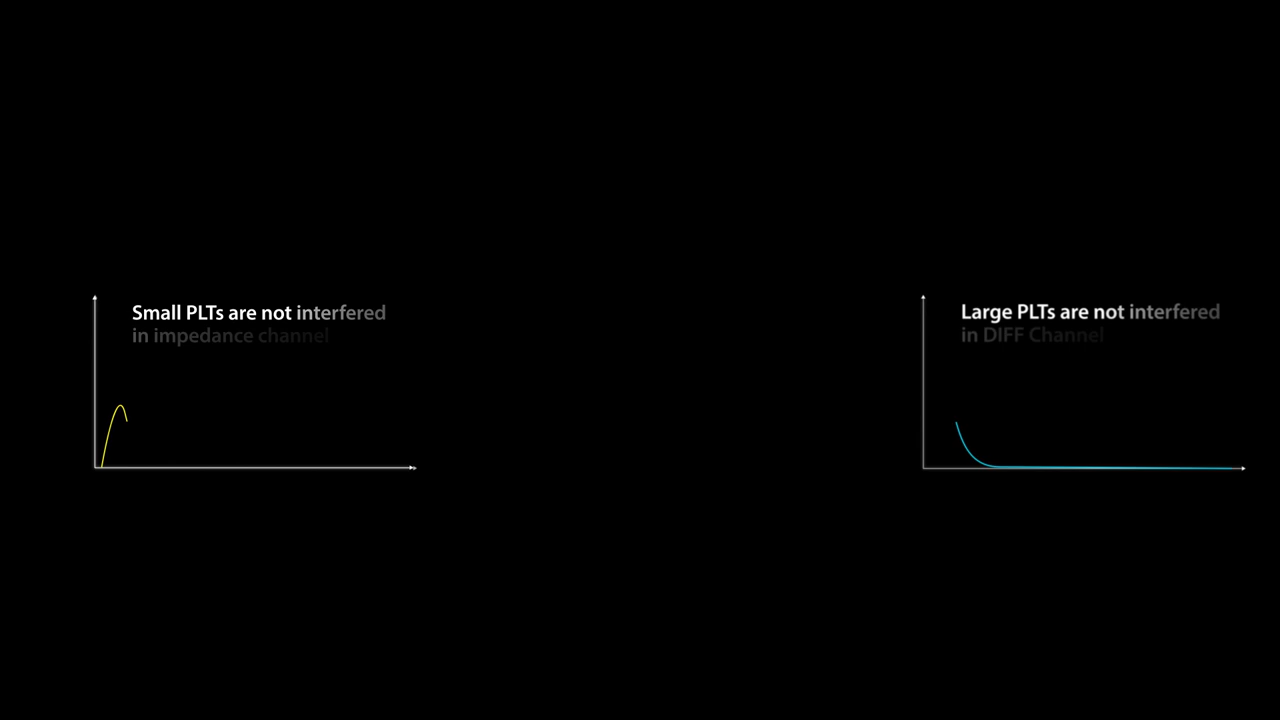 Small PLTs are not interfered
in impedance channel
Large PLTs are not interfered
in DIFF Channel